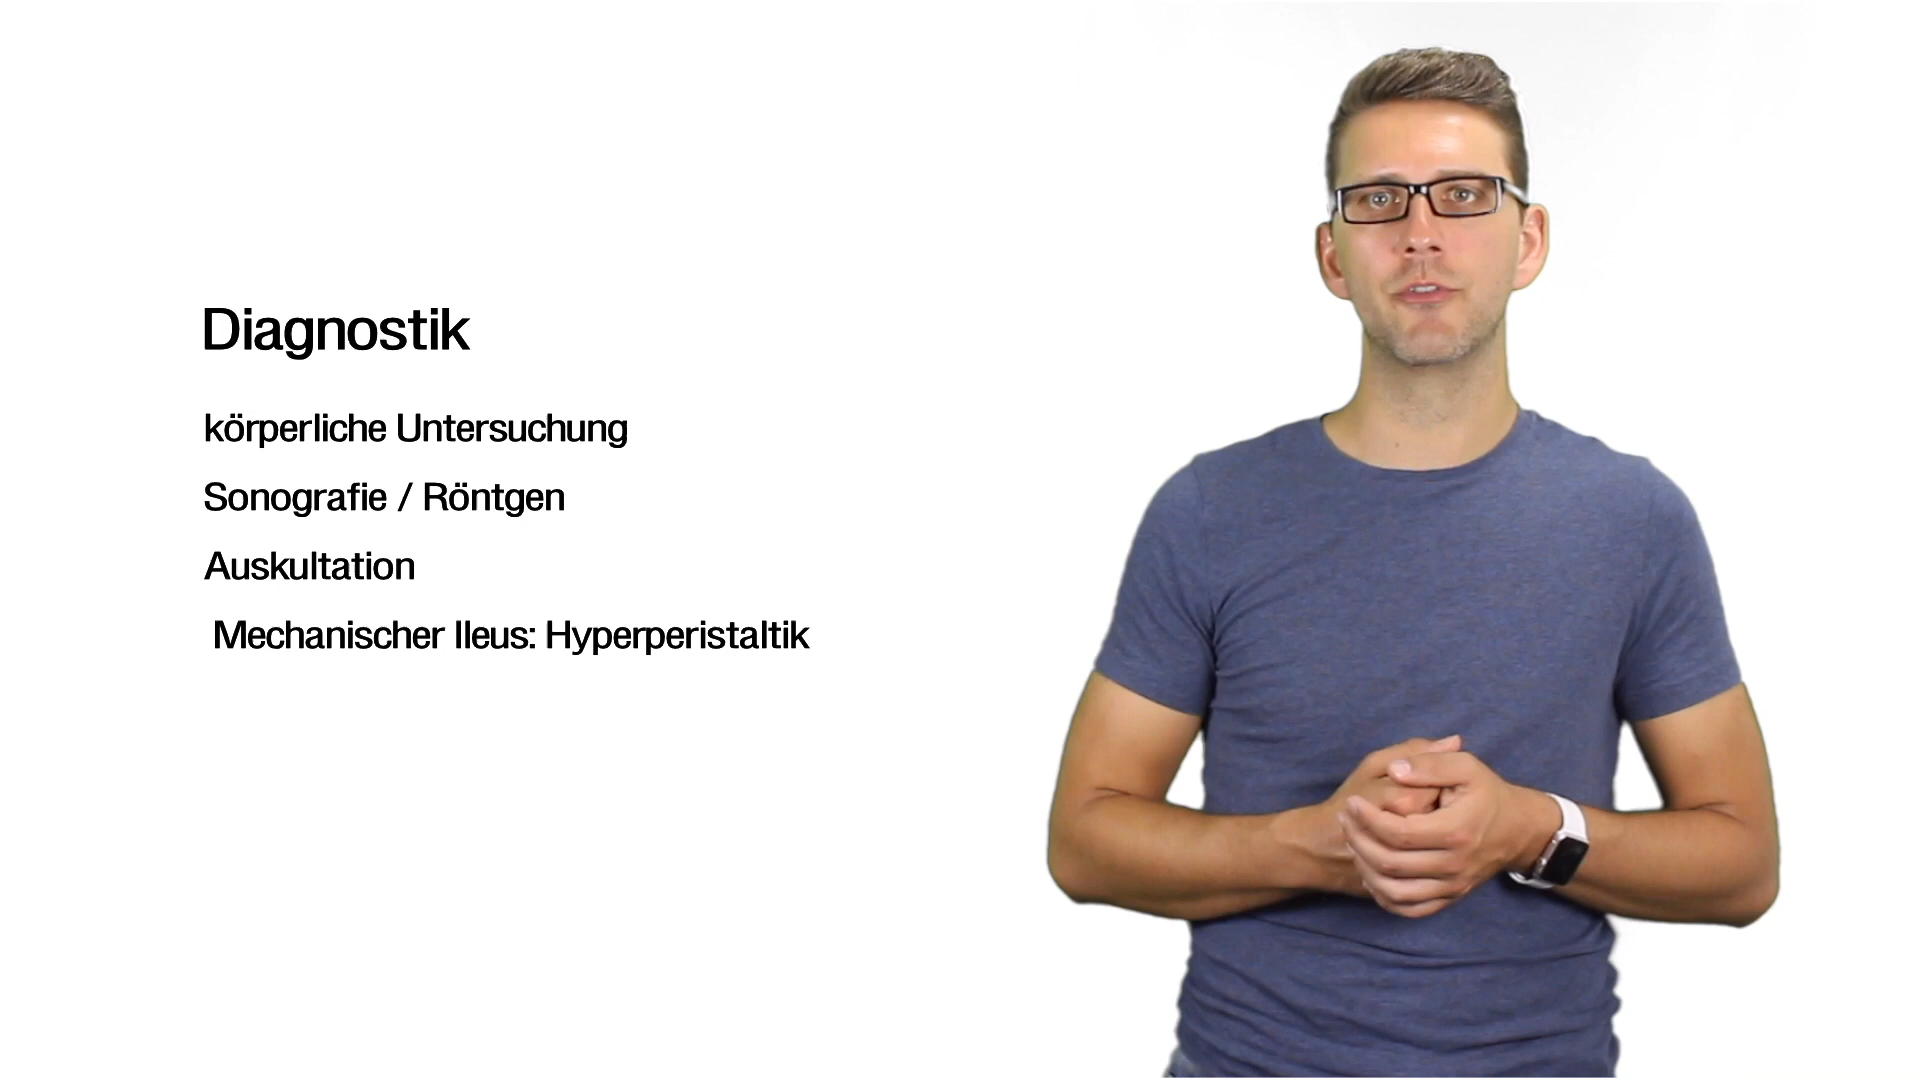 Diagnostik
körperliche Untersuchung
Sonografie / Röntgen
Auskultation
Mechanischer Ileus: Hyperperistaltik